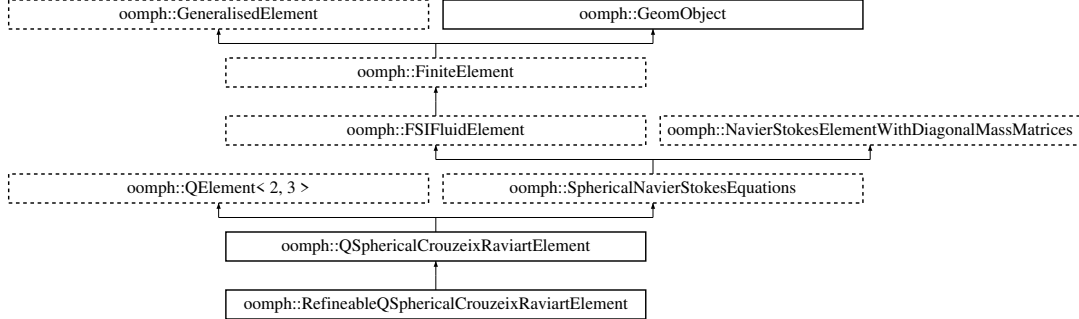 oomph::GeneralisedElement
oomph::GeomObject
oomph::FiniteElement
oomph::FSIFluidElement
oomph::NavierStokesElementWithDiagonalMassMatrices
oomph::QElement< 2, 3 >
oomph::SphericalNavierStokesEquations
oomph::QSphericalCrouzeixRaviartElement
oomph::RefineableQSphericalCrouzeixRaviartElement